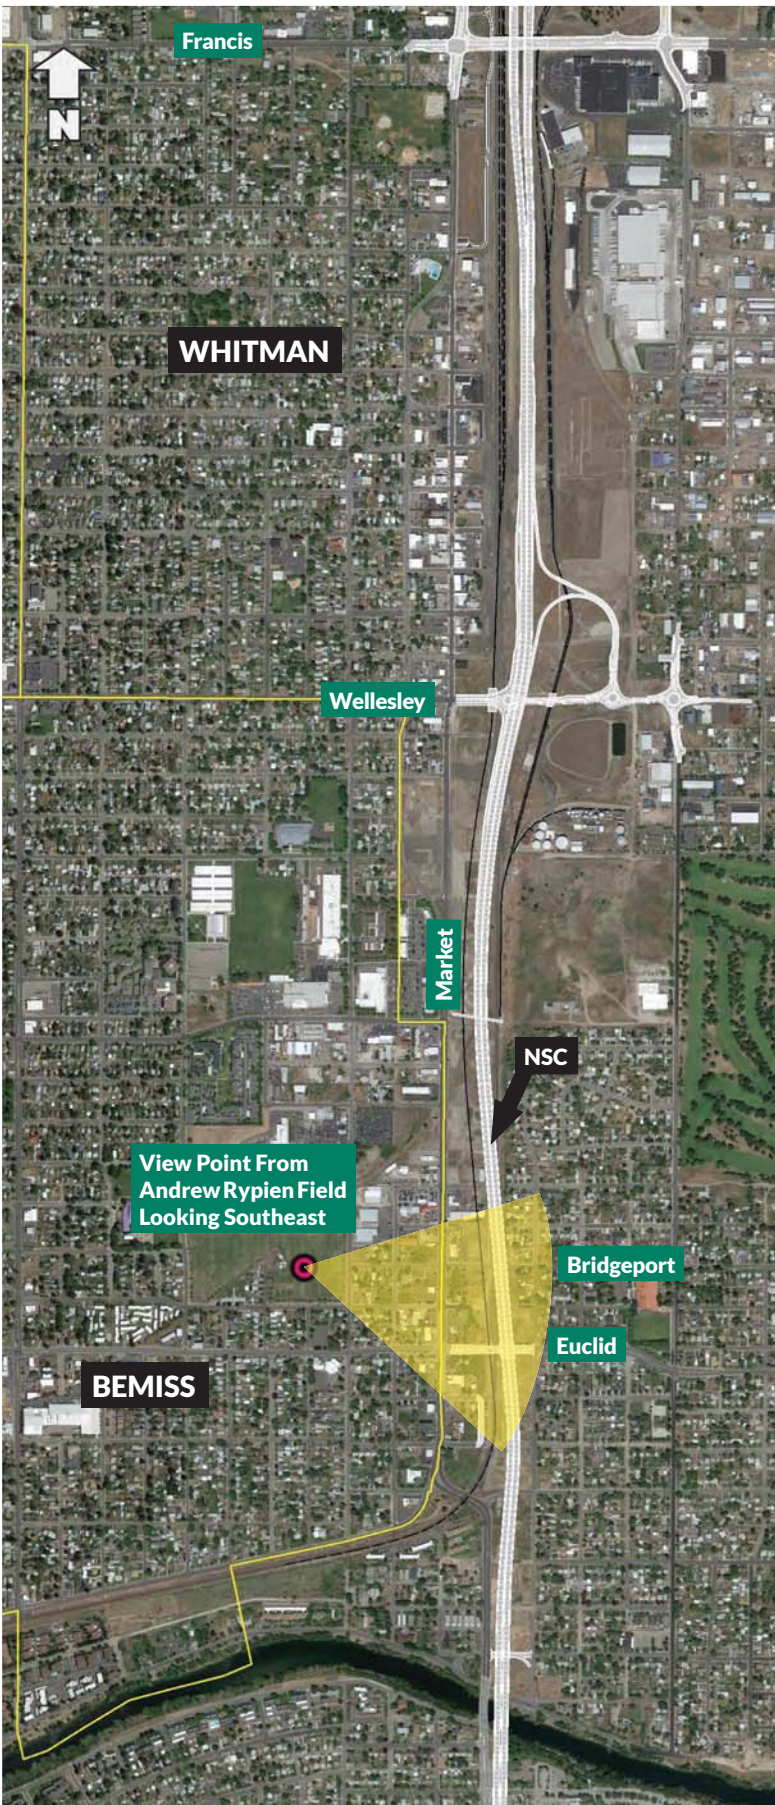 Francis
N
WHITMAN
Wellesley
Market
NSC
View Point From
Andrew Rypien Field
Looking Southeast
Bridgeport
Euclid
BEMISS